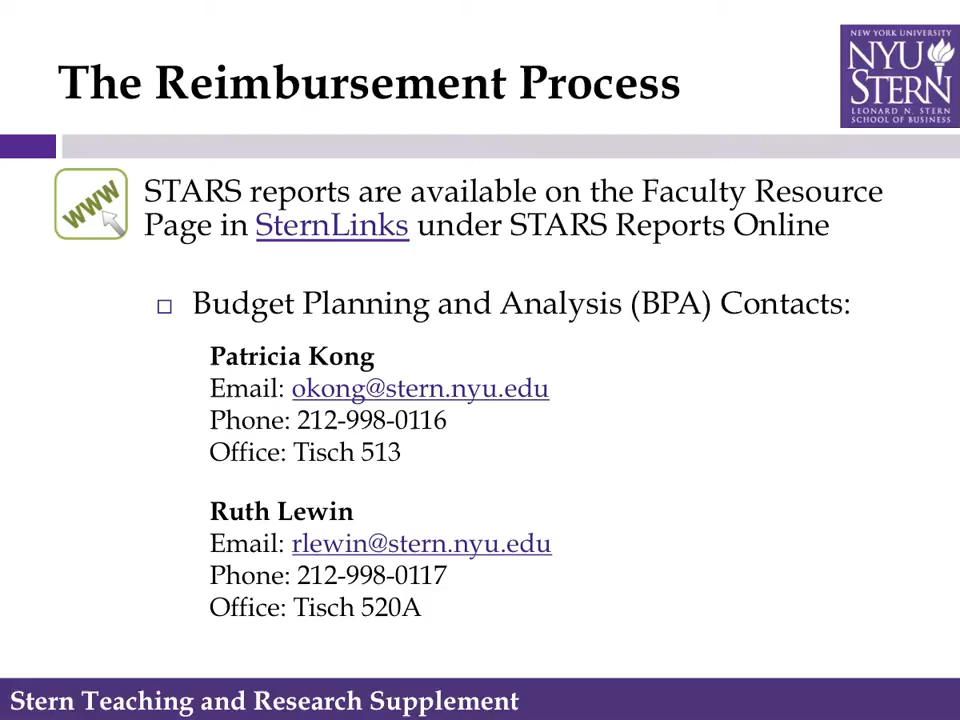 The Reimbursement Process
NEW YORK UNIVERSITY
NYU
STERN
LEONARD N. STERN
SCHOOL OF BUSINESS
www
STARS reports are available on the Faculty Resource
Page in SternLinks under STARS Reports Online
Budget Planning and Analysis (BPA) Contacts:
Patricia Kong
Email: okong@stern.nyu.edu
Phone: 212-998-0116
Office: Tisch 513
Ruth Lewin
Email: rlewin@stern.nyu.edu
Phone: 212-998-0117
Office: Tisch 520A
Stern Teaching and Research Supplement